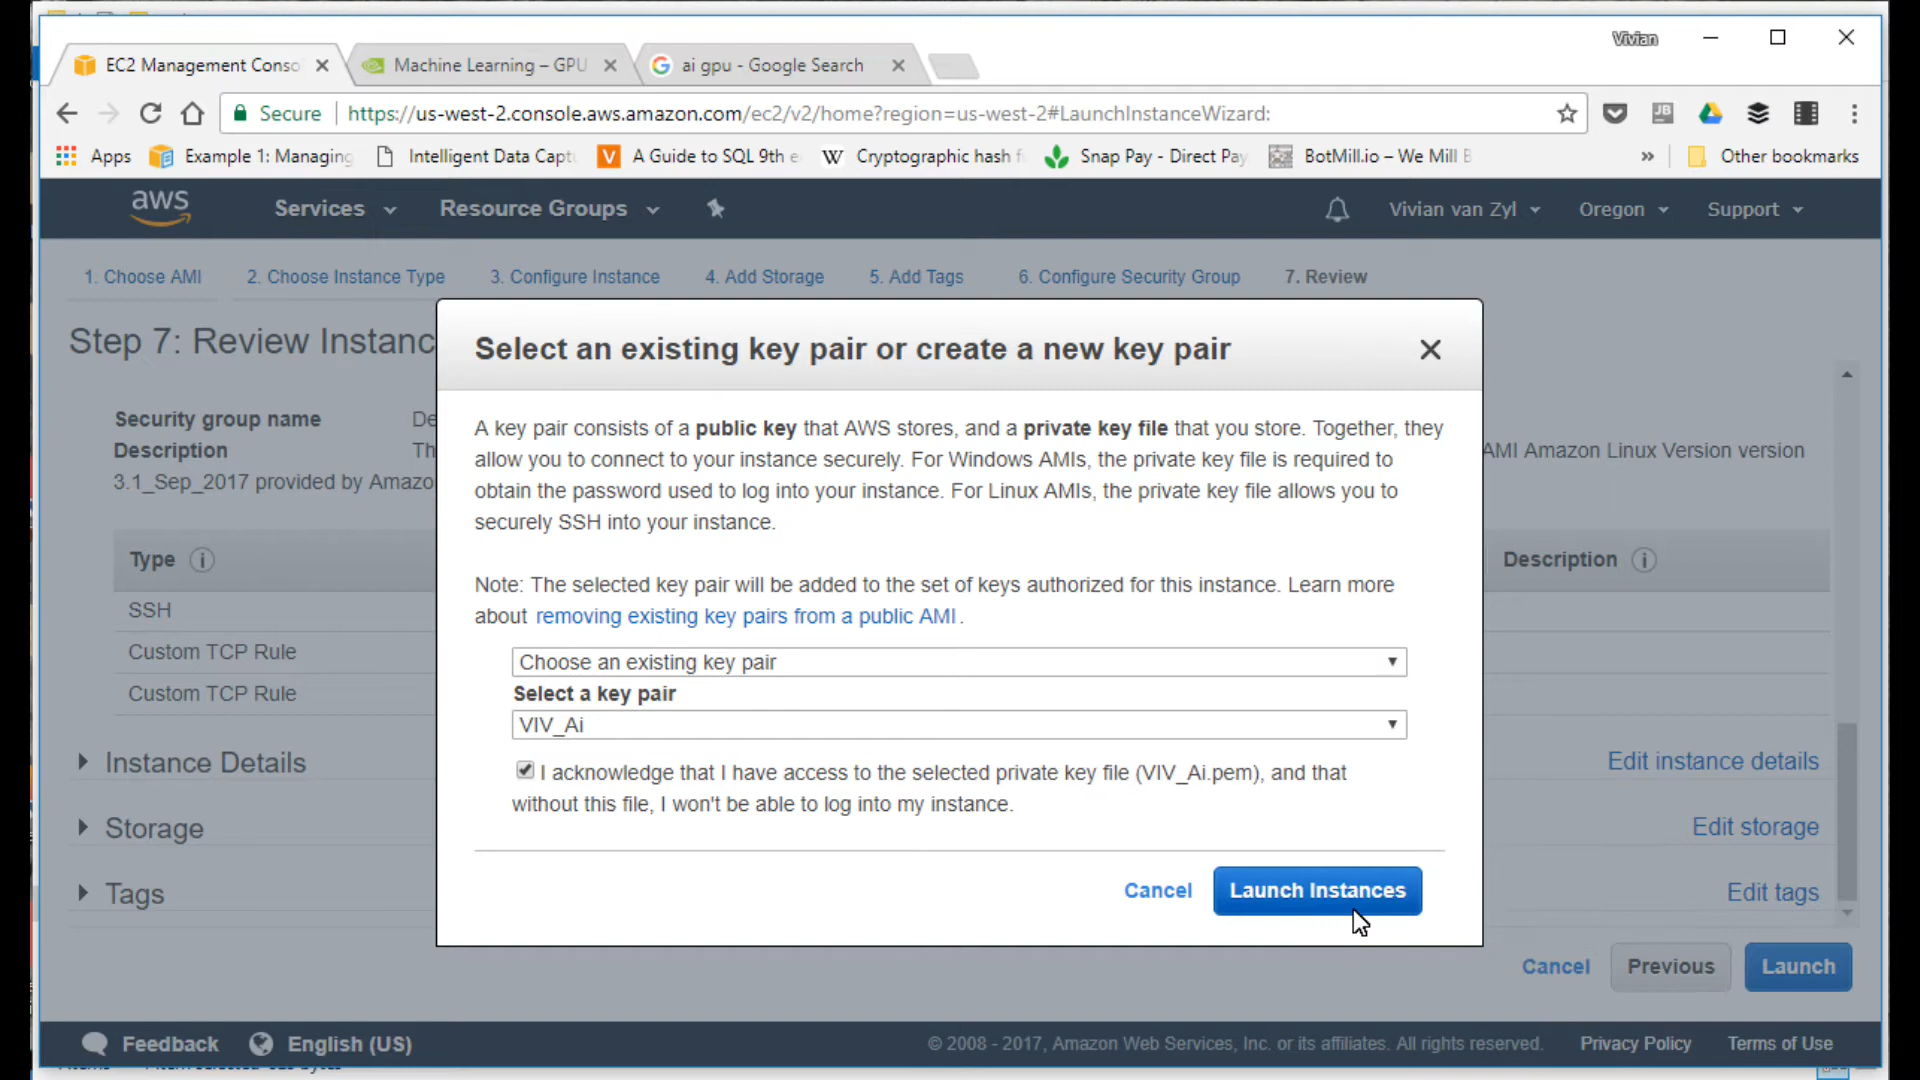 Vivian
EC2 Management Conso
Machine Learning – GPU
ai gpu - Google Search
Secure
https://us-west-2.console.aws.amazon.com/ec2/v2/home?region=us-west-2#LaunchInstanceWizard:
JB
Apps
Example 1: Managing
Intelligent Data Captu
V
A Guide to SQL 9th e
W
Cryptographic hash f
Snap Pay - Direct Pay
BotMill.io – We Mill B
»
Other bookmarks
aws
Services
Resource Groups
Vivian van Zyl
Oregon
Support
1. Choose AMI
2. Choose Instance Type
3. Configure Instance
4. Add Storage
5. Add Tags
6. Configure Security Group
7. Review
Step 7: Review Instanc
Security group name
De
Description
Th
AMI Amazon Linux Version version
3.1_Sep_2017 provided by Amazo
Type
Description
SSH
Custom TCP Rule
Custom TCP Rule
Instance Details
Edit instance details
Storage
Edit storage
Tags
Edit tags
Select an existing key pair or create a new key pair
A key pair consists of a public key that AWS stores, and a private key file that you store. Together, they
allow you to connect to your instance securely. For Windows AMIs, the private key file is required to
obtain the password used to log into your instance. For Linux AMIs, the private key file allows you to
securely SSH into your instance.
Note: The selected key pair will be added to the set of keys authorized for this instance. Learn more
about removing existing key pairs from a public AMI.
Choose an existing key pair
Select a key pair
VIV_Ai
I acknowledge that I have access to the selected private key file (VIV_Ai.pem), and that
without this file, I won't be able to log into my instance.
Cancel
Launch Instances
Cancel
Previous
Launch
Feedback
English (US)
© 2008 - 2017, Amazon Web Services, Inc. or its affiliates. All rights reserved.
Privacy Policy
Terms of Use